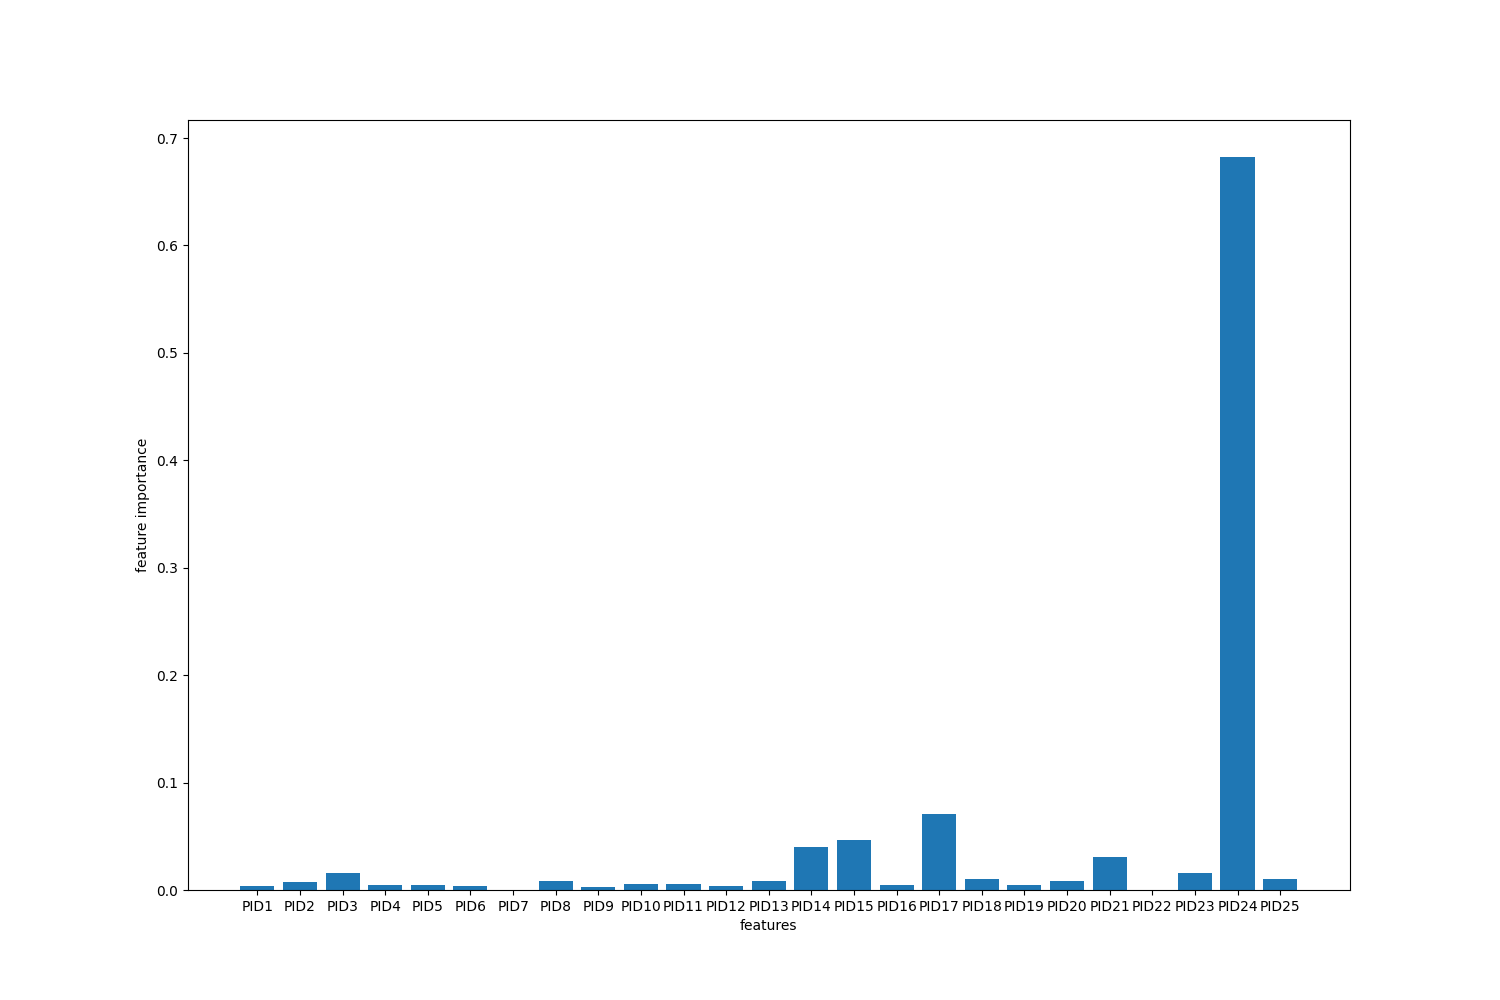 0.7
0.6
0.5
0.4
0.3
0.2
0.1
0.0
feature importance
PID1 PID2 PID3 PID4 PID5 PID6 PID7 PID8 PID9 PID10 PID11 PID12 PID13 PID14 PID15 PID16 PID17 PID18 PID19 PID20 PID21 PID22 PID23 PID24 PID25
features